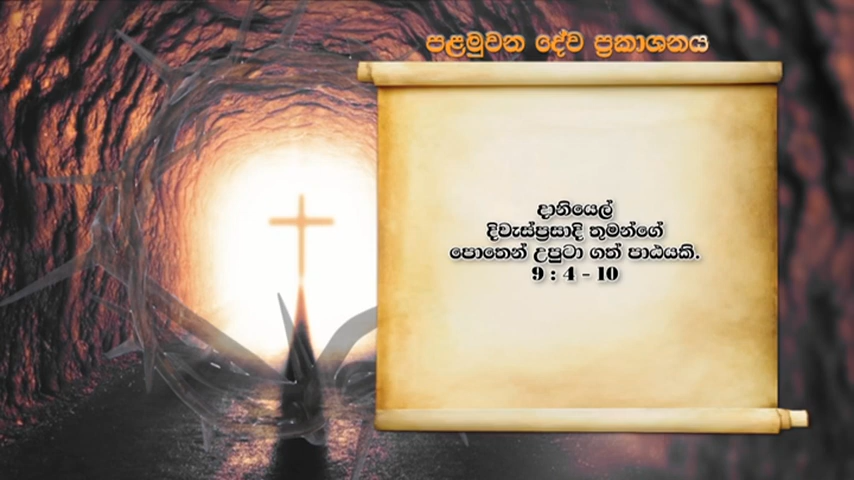 පළමුවන දේව ප්‍රකාශනය
දානියෙල්
දිවැස්ප්‍රසාදි තුමන්ගේ
පොතෙන් උපුටා ගත් පාඨයකි.
9 : 4 - 10